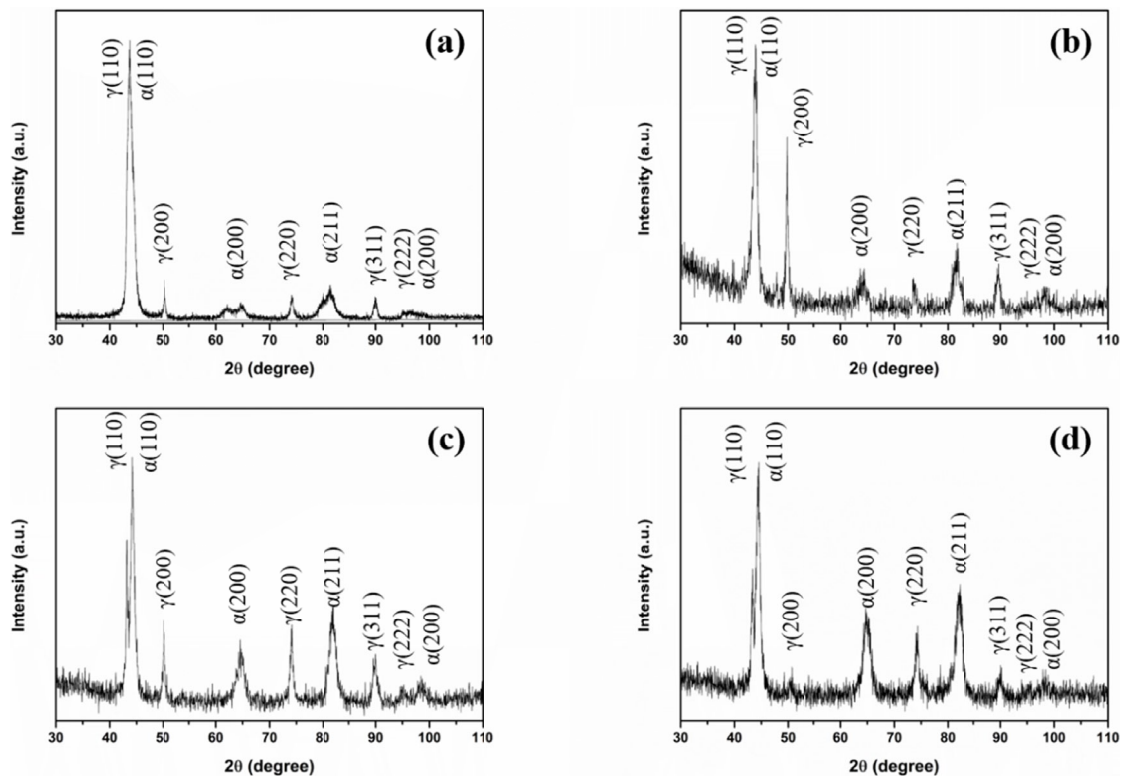 (a)
γ(110)
α(110)
γ(200)
α(200)
γ(220)
α(211)
γ(311)
γ(222)
α(200)
Intensity (a.u.)
30 40 50 60 70 80 90 100 110
2θ (degree)
(b)
γ(110)
α(110)
γ(200)
α(200)
γ(220)
α(211)
γ(311)
γ(222)
α(200)
Intensity (a.u.)
30 40 50 60 70 80 90 100 110
2θ (degree)
(c)
γ(110)
α(110)
γ(200)
α(200)
γ(220)
α(211)
γ(311)
γ(222)
α(200)
Intensity (a.u.)
30 40 50 60 70 80 90 100 110
2θ (degree)
(d)
γ(110)
α(110)
γ(200)
α(200)
γ(220)
α(211)
γ(311)
γ(222)
α(200)
Intensity (a.u.)
30 40 50 60 70 80 90 100 110
2θ (degree)